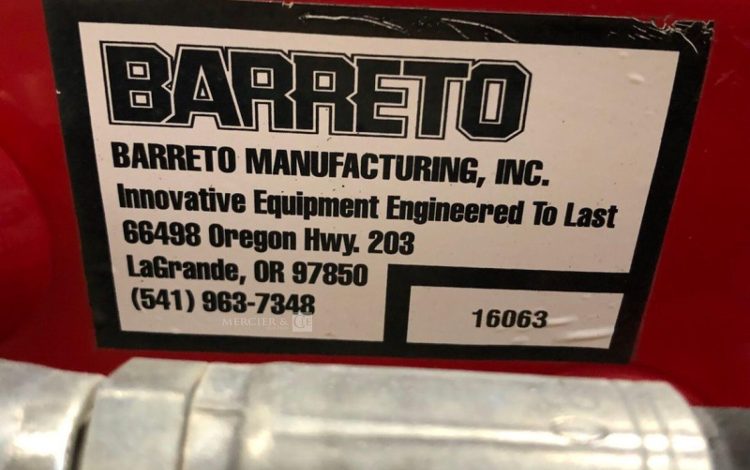 BARRETO
BARRETO MANUFACTURING, INC.
Innovative Equipment Engineered To Last
66498 Oregon Hwy. 203
LaGrande, OR 97850
(541) 963-7348
16063
MERCIER &